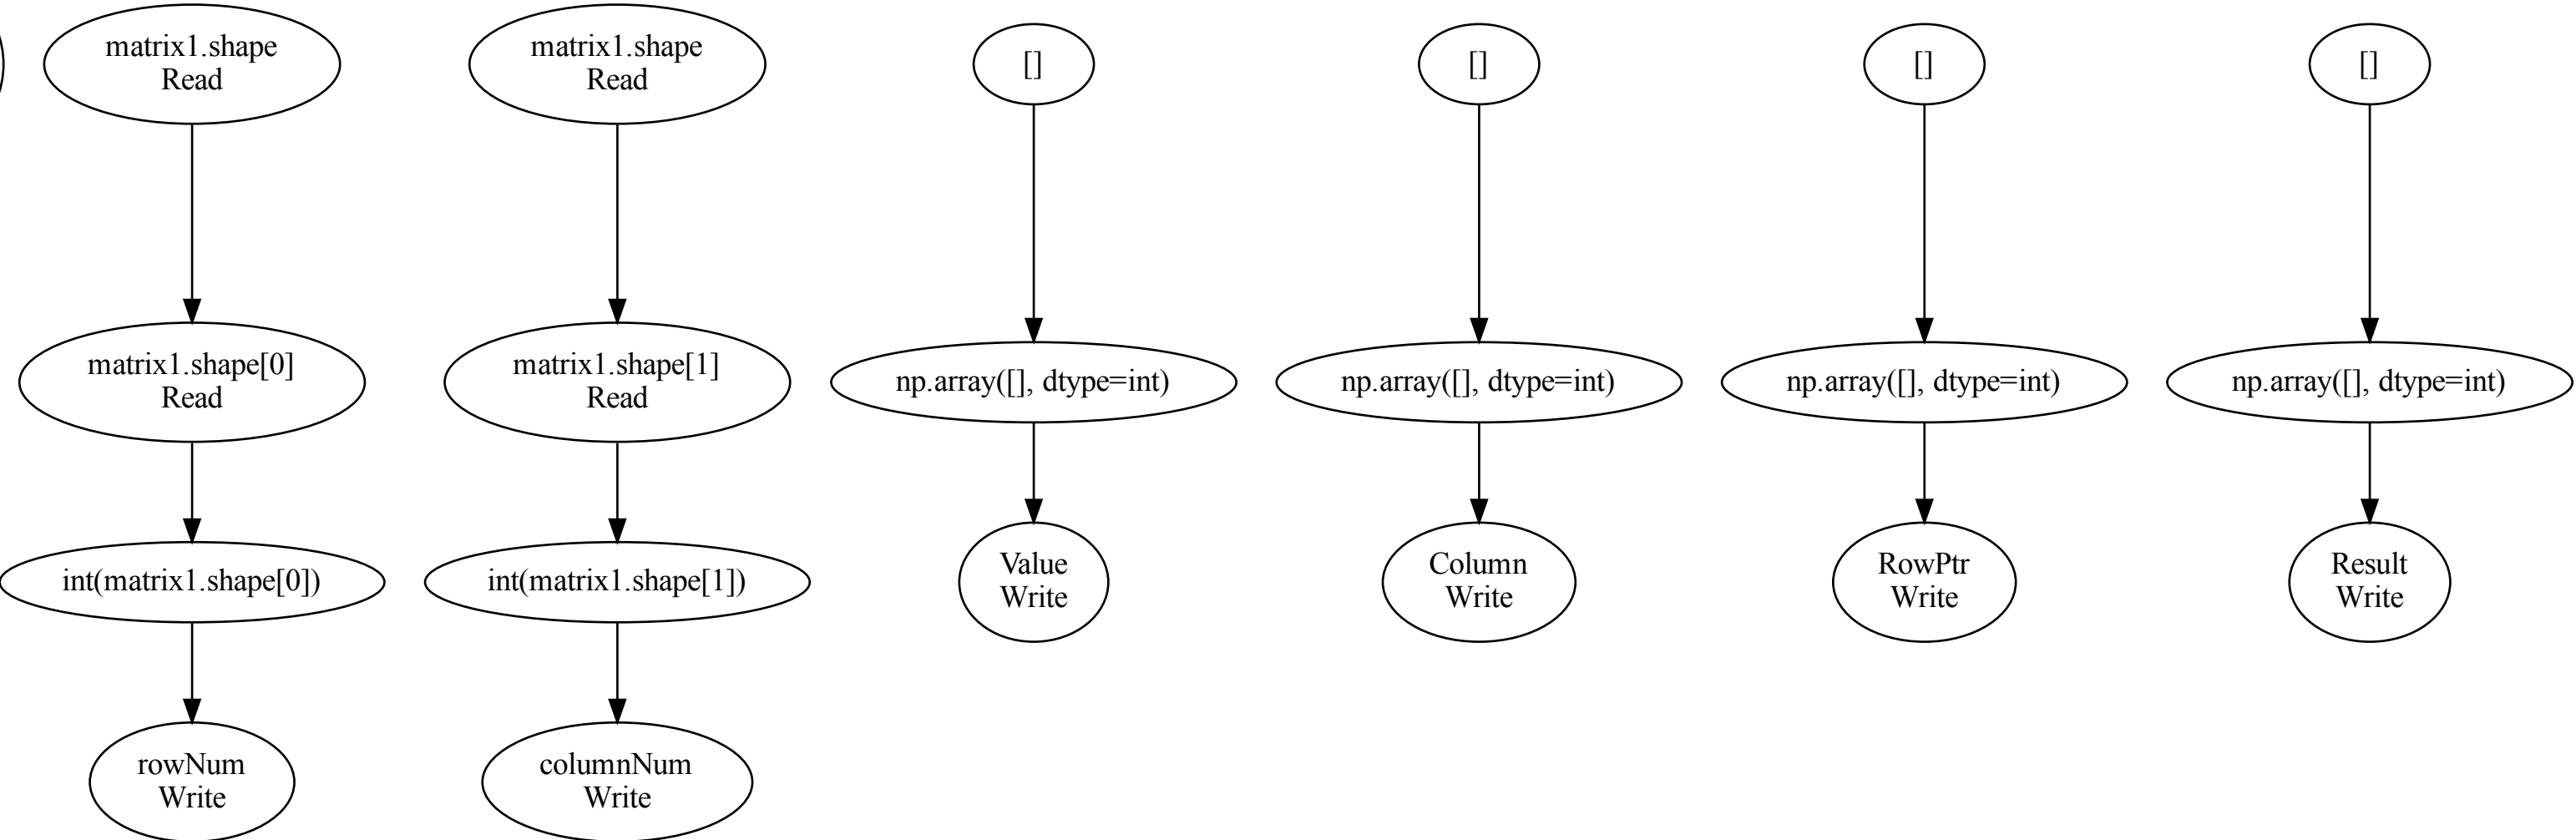 matrix1.shape
Read
matrix1.shape
Read
[]
[]
[]
[]
matrix1.shape[0]
Read
matrix1.shape[1]
Read
np.array([], dtype=int)
np.array([], dtype=int)
np.array([], dtype=int)
np.array([], dtype=int)
int(matrix1.shape[0])
int(matrix1.shape[1])
Value
Write
Column
Write
RowPtr
Write
Result
Write
rowNum
Write
columnNum
Write